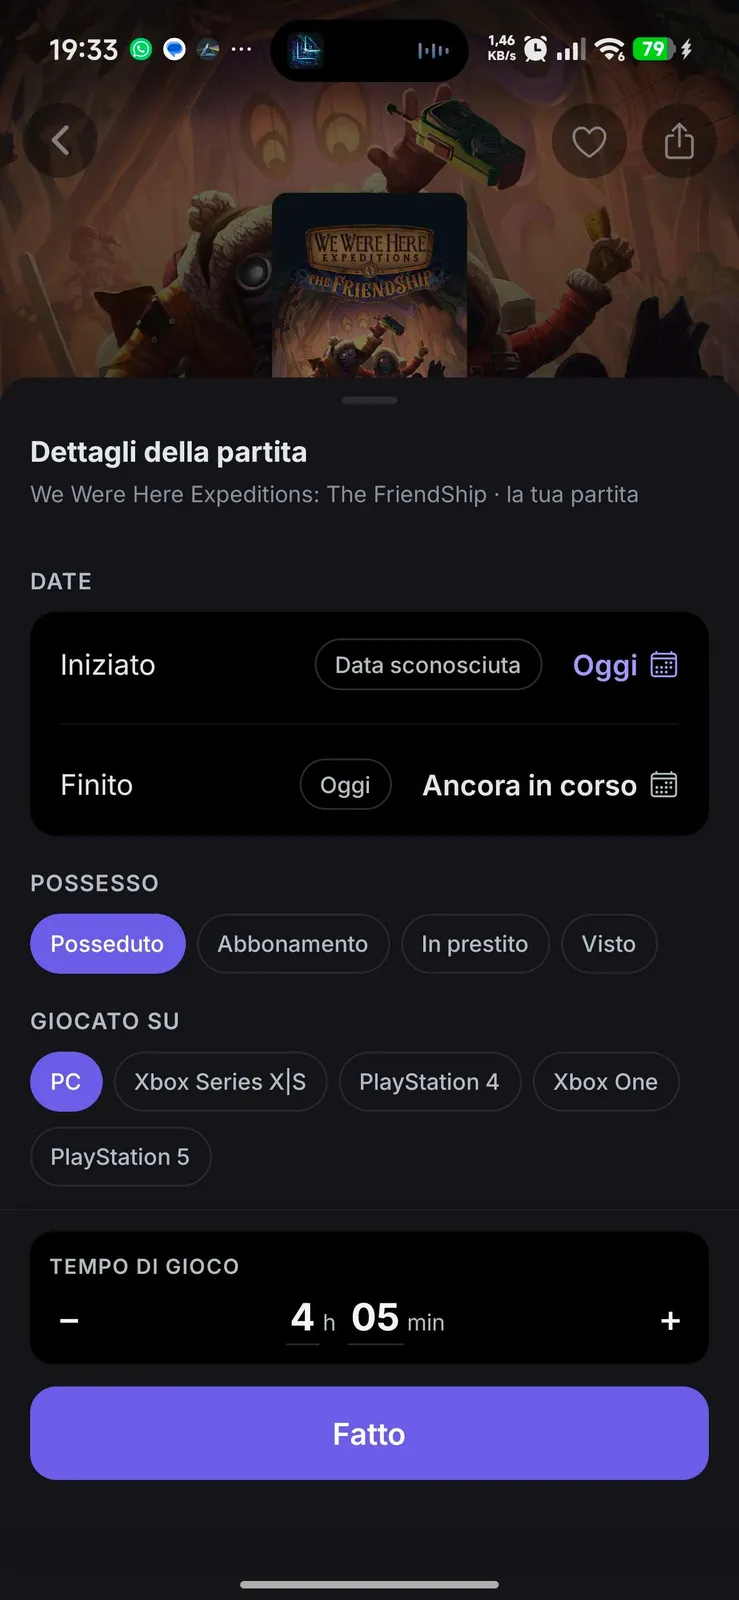 19:33
1,46
KB/s
6
79
WE WERE HERE
EXPEDITIONS
THE FRIENDSHIP
Dettagli della partita
We Were Here Expeditions: The FriendShip · la tua partita
DATE
Iniziato Data sconosciuta Oggi
Finito Oggi Ancora in corso
POSSESSO
Posseduto Abbonamento In prestito Visto
GIOCATO SU
PC Xbox Series X|S PlayStation 4 Xbox One
PlayStation 5
TEMPO DI GIOCO
− 4 h 05 min +
Fatto